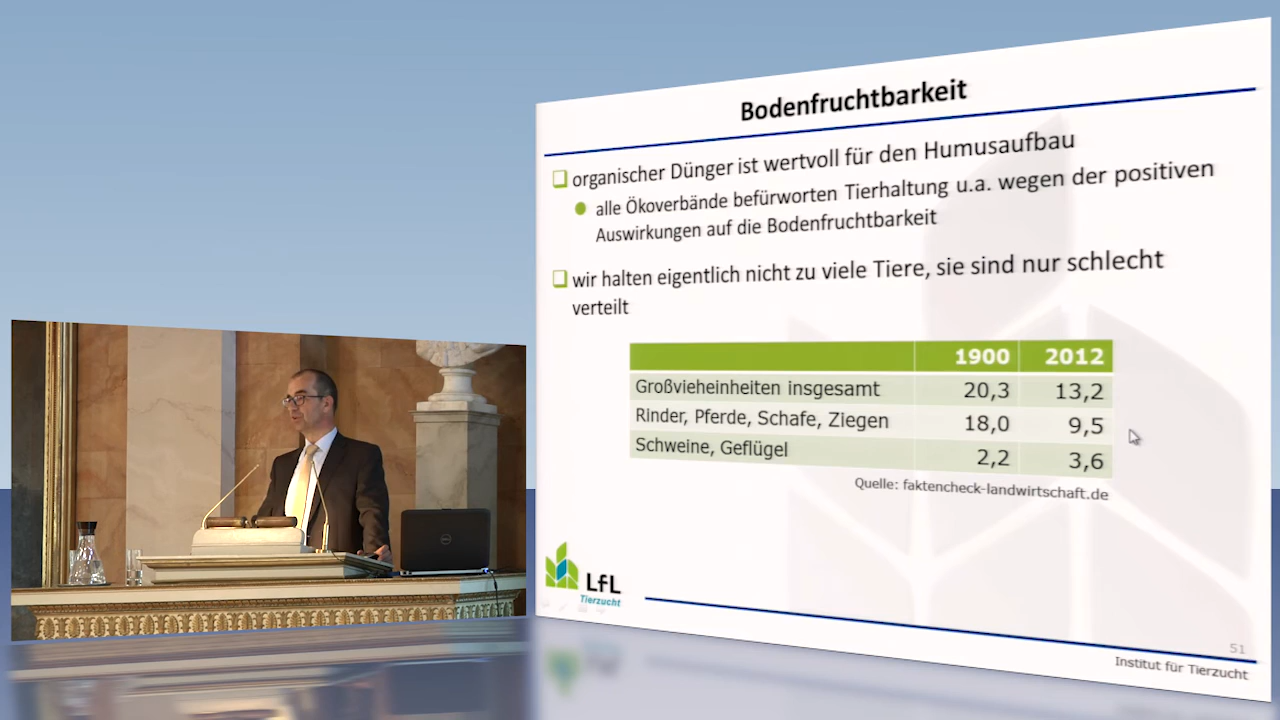 Bodenfruchtbarkeit
organischer Dünger ist wertvoll für den Humusaufbau
alle Ökoverbände befürworten Tierhaltung u.a. wegen der positiven
Auswirkungen auf die Bodenfruchtbarkeit
wir halten eigentlich nicht zu viele Tiere, sie sind nur schlecht
verteilt
1900 2012
Großvieheinheiten insgesamt 20,3 13,2
Rinder, Pferde, Schafe, Ziegen 18,0 9,5
Schweine, Geflügel 2,2 3,6
Quelle: faktencheck-landwirtschaft.de
LfL
Tierzucht
51
Institut für Tierzucht
DELL